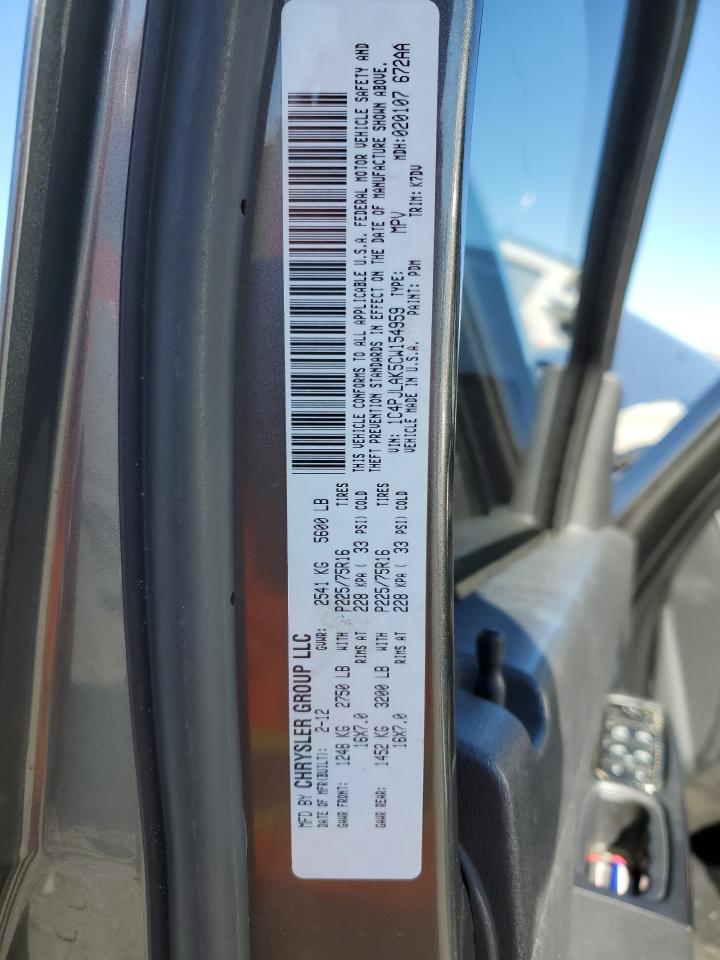 MFD BY CHRYSLER GROUP LLC
DATE OF MFR(BUILT): 2-12 GVWR: 2541 KG 5600 LB
GAWR FRONT: 1248 KG 2750 LB WITH P225/75R16 TIRES
16X7.0 RIMS AT 228 KPA ( 33 PSI) COLD
GAWR REAR: 1452 KG 3200 LB WITH P225/75R16 TIRES
16X7.0 RIMS AT 228 KPA ( 33 PSI) COLD
THIS VEHICLE CONFORMS TO ALL APPLICABLE U.S.A. FEDERAL MOTOR VEHICLE SAFETY AND
THEFT PREVENTION STANDARDS IN EFFECT ON THE DATE OF MANUFACTURE SHOWN ABOVE.
VIN: 1C4PJLAK5CW154959 TYPE: MPV MDH:020107 672AA
VEHICLE MADE IN U.S.A. PAINT: PDM TRIM: K7DV